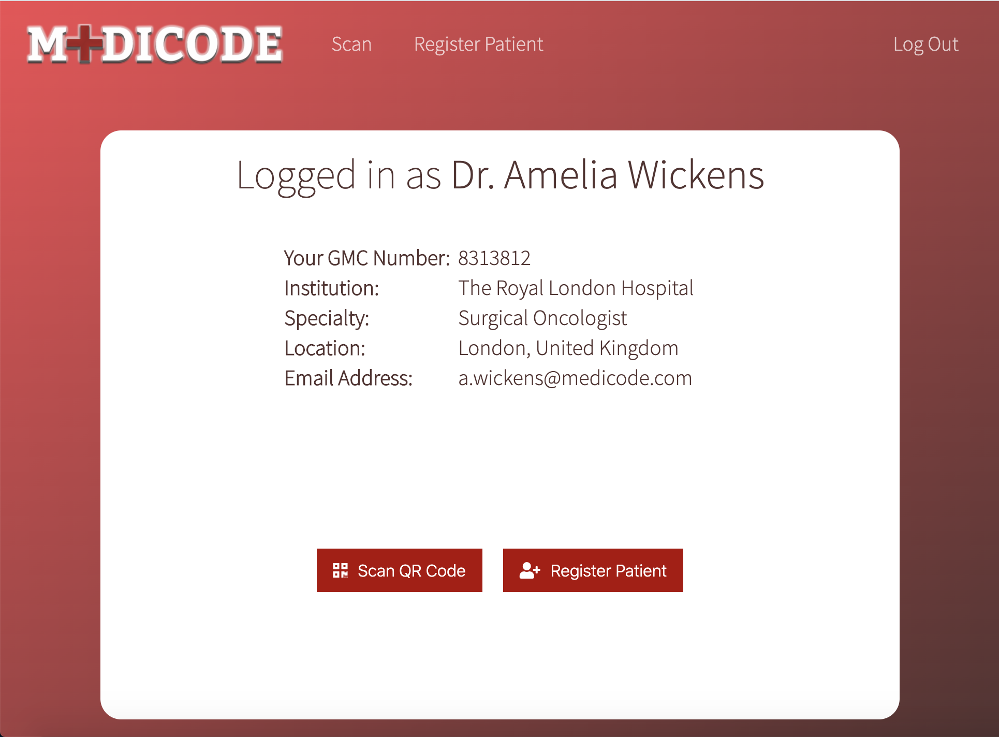 M+DICODE
Scan
Register Patient
Log Out
Logged in as Dr. Amelia Wickens
Your GMC Number: 8313812
Institution: The Royal London Hospital
Specialty: Surgical Oncologist
Location: London, United Kingdom
Email Address: a.wickens@medicode.com
Scan QR Code
Register Patient